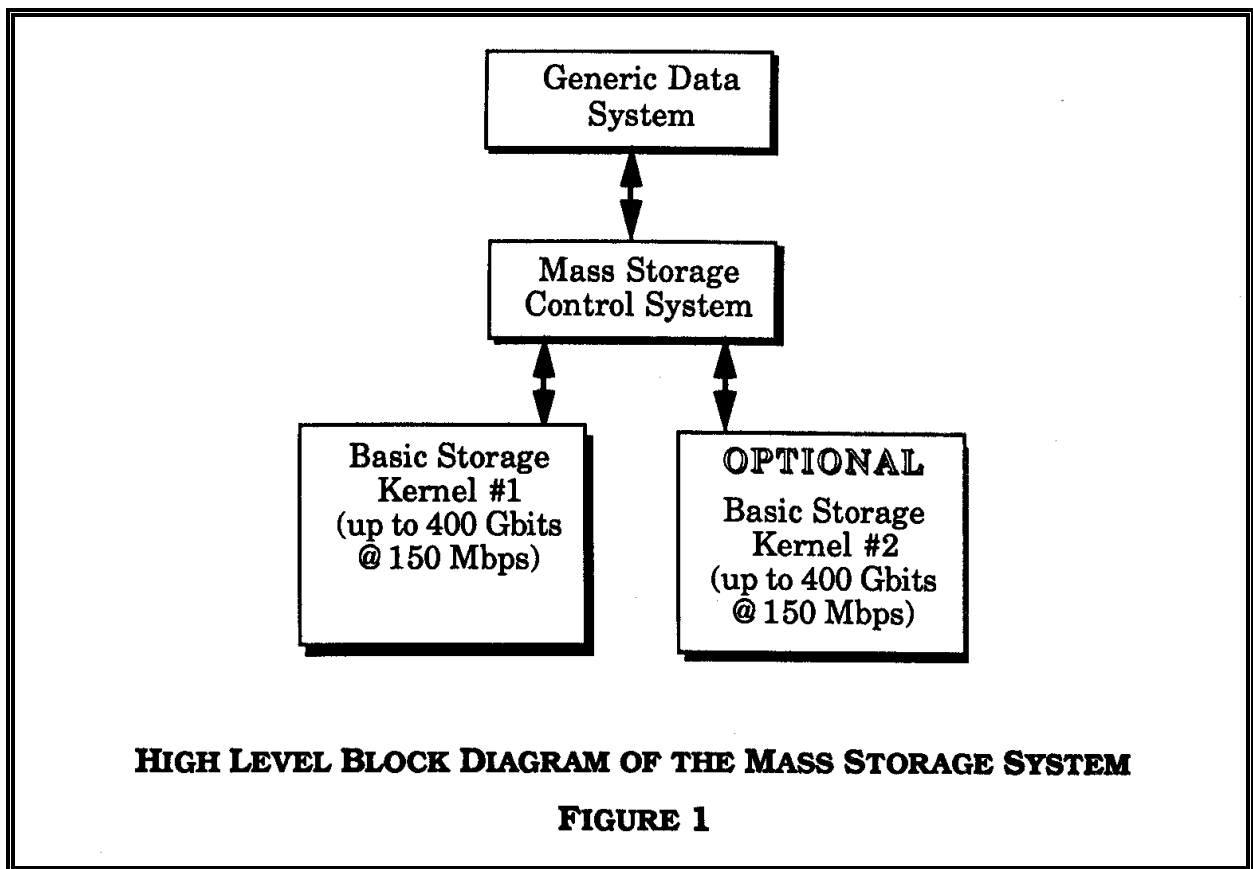 Generic Data
System
Mass Storage
Control System
Basic Storage
Kernel #1
(up to 400 Gbits
@ 150 Mbps)
OPTIONAL
Basic Storage
Kernel #2
(up to 400 Gbits
@ 150 Mbps)
HIGH LEVEL BLOCK DIAGRAM OF THE MASS STORAGE SYSTEM
FIGURE 1